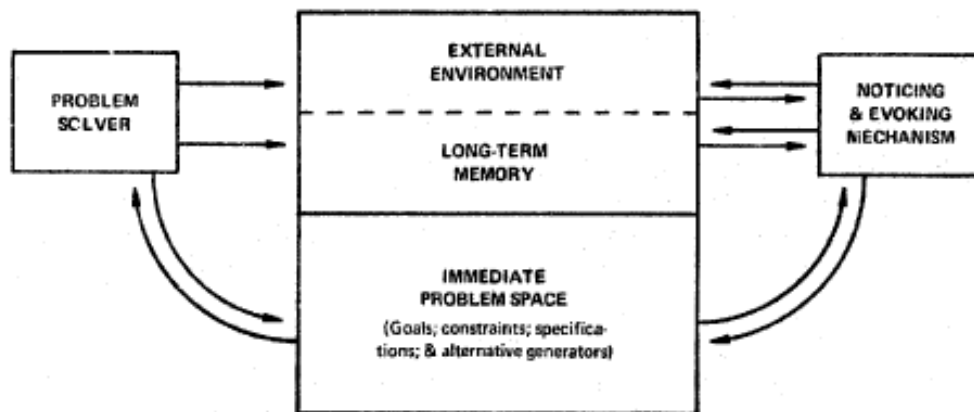 EXTERNAL
ENVIRONMENT
PROBLEM
SOLVER
NOTICING
& EVOKING
MECHANISM
LONG-TERM
MEMORY
IMMEDIATE
PROBLEM SPACE
(Goals; constraints; specifica-
tions; & alternative generators)